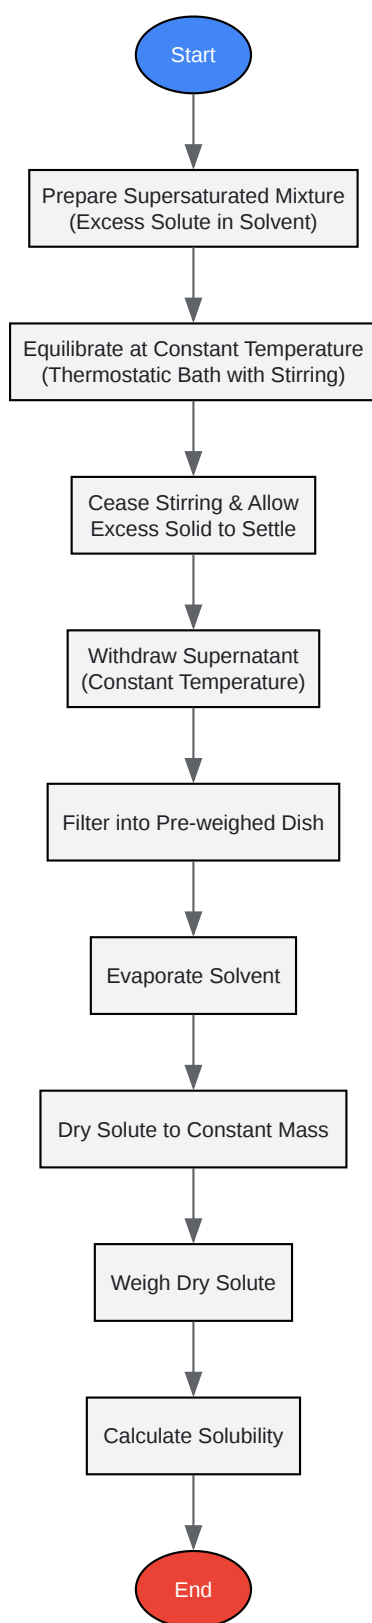 Start
Prepare Supersaturated Mixture
(Excess Solute in Solvent)
Equilibrate at Constant Temperature
(Thermostatic Bath with Stirring)
Cease Stirring & Allow
Excess Solid to Settle
Withdraw Supernatant
(Constant Temperature)
Filter into Pre-weighed Dish
Evaporate Solvent
Dry Solute to Constant Mass
Weigh Dry Solute
Calculate Solubility
End